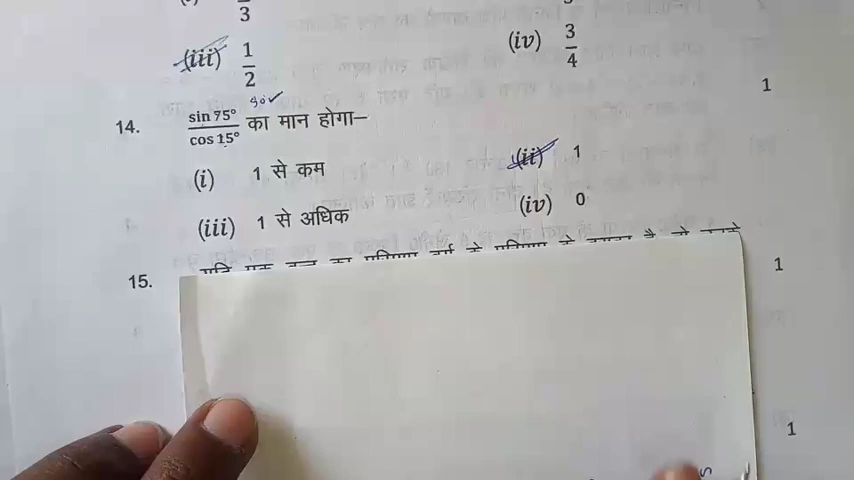 3
(iii) 1/2
(iv) 3/4
1
90✓
14. sin 75°/cos 15° का मान होगा–
(i) 1 से कम
(ii) 1
(iii) 1 से अधिक
(iv) 0
15.
1
1